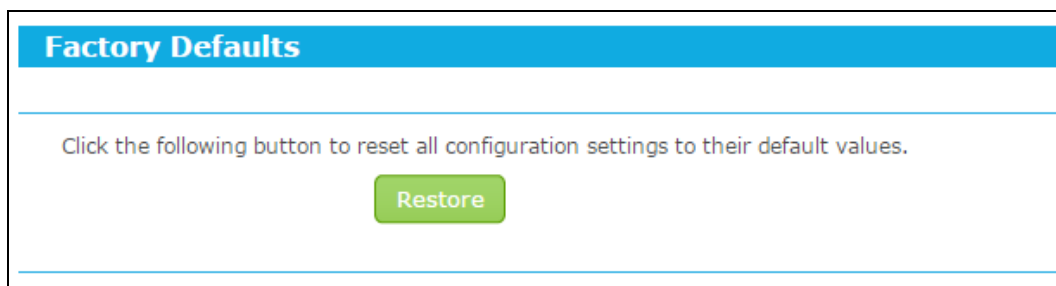 Factory Defaults
Click the following button to reset all configuration settings to their default values.
Restore